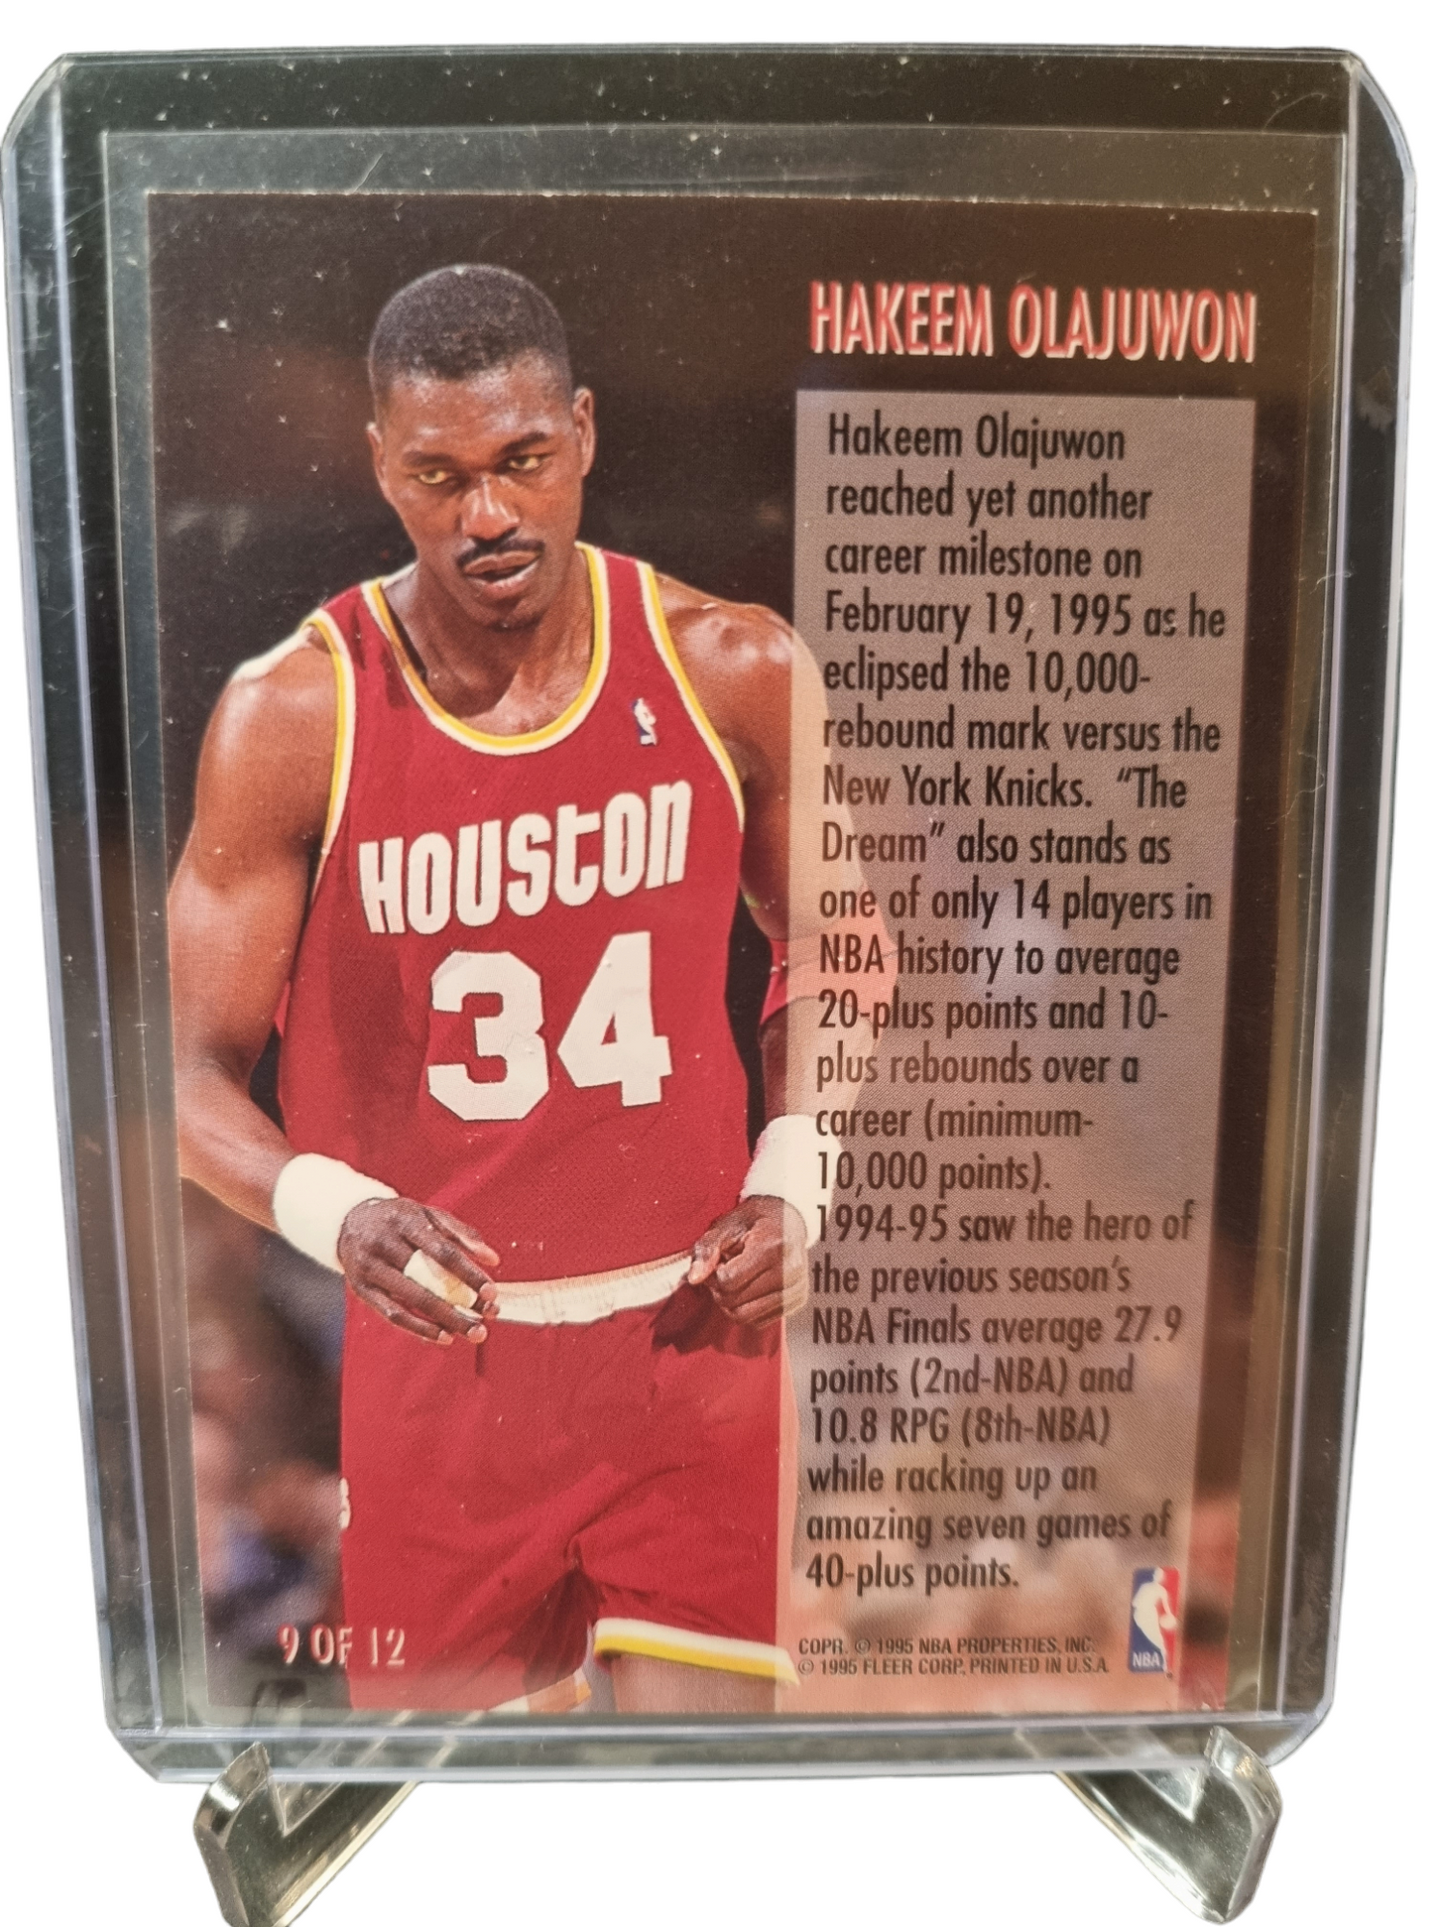 HAKEEM OLAJUWON
Hakeem Olajuwon
reached yet another
career milestone on
February 19, 1995 as he
eclipsed the 10,000-
rebound mark versus the
New York Knicks. “The
Dream” also stands as
one of only 14 players in
NBA history to average
20-plus points and 10-
plus rebounds over a
career (minimum-
10,000 points).
1994-95 saw the hero of
the previous season’s
NBA Finals average 27.9
points (2nd-NBA) and
10.8 RPG (8th-NBA)
while racking up an
amazing seven games of
40-plus points.
HOUSTON
34
9 OF 12
COPR. © 1995 NBA PROPERTIES, INC.
© 1995 FLEER CORP, PRINTED IN U.S.A.
NBA